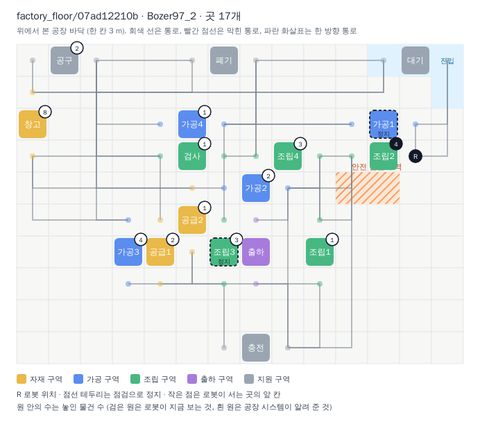 factory_floor/07ad12210b · Bozer97_2 · 곳 17개
위에서 본 공장 바닥 (한 칸 3 m). 회색 선은 통로, 빨간 점선은 막힌 통로, 파란 화살표는 한 방향 통로
공구 2
폐기
대기
전립
창고 8
가공4 1
가공1
정지
검사 1
조립4 3
조립2 4
R
안전
역
가공2 2
공급2 1
가공3 4
공급1 2
조립3 3
정지
출하
조립1 1
충전
자재 구역
가공 구역
조립 구역
출하 구역
지원 구역
R 로봇 위치 · 점선 테두리는 점검으로 정지 · 작은 점은 로봇이 서는 곳의 앞 칸
원 안의 수는 놓인 물건 수 (검은 원은 로봇이 지금 보는 것, 흰 원은 공장 시스템이 알려 준 것)